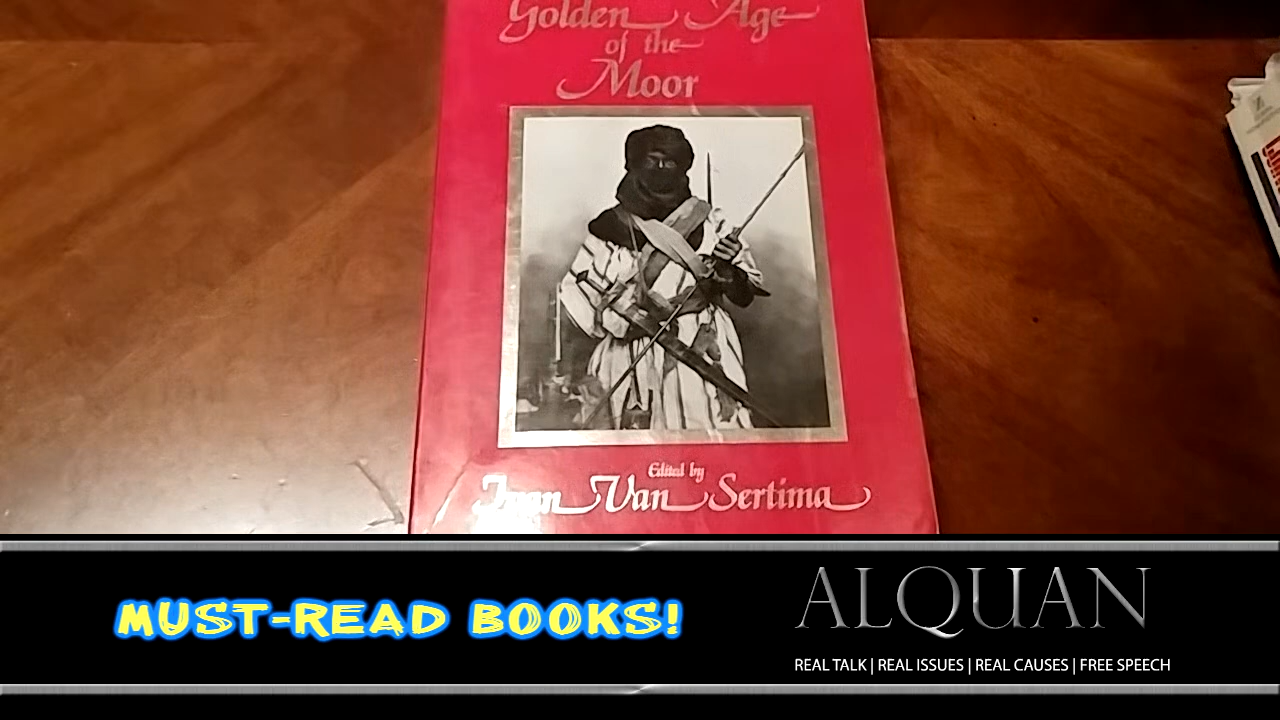 Golden Age
of the
Moor
Edited by
Ivan Van Sertima
MUST-READ BOOKS!
ALQUAN
REAL TALK | REAL ISSUES | REAL CAUSES | FREE SPEECH